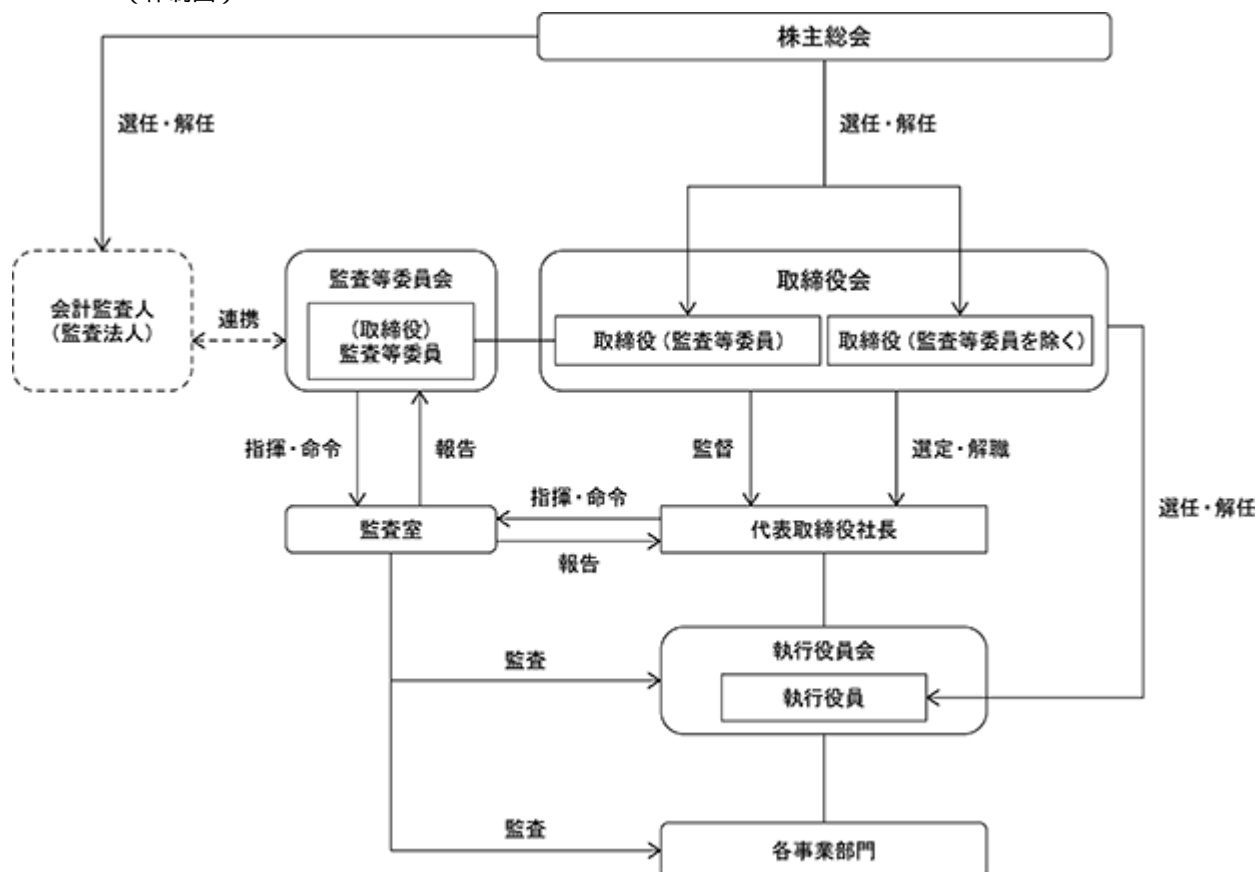 株主総会
選任・解任
選任・解任
監査等委員会
取締役会
会計監査人
(監査法人)
連携
(取締役)
監査等委員
取締役(監査等委員)
取締役(監査等委員を除く)
指揮・命令
報告
監督
選定・解職
選任・解任
指揮・命令
監査室
代表取締役社長
報告
執行役員会
監査
執行役員
監査
各事業部門